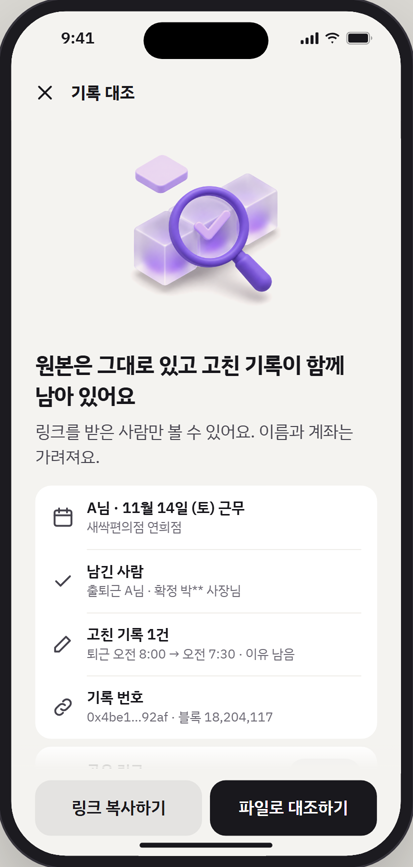 9:41
기록 대조
원본은 그대로 있고 고친 기록이 함께
남아 있어요
링크를 받은 사람만 볼 수 있어요. 이름과 계좌는
가려져요.
A님 · 11월 14일 (토) 근무
새싹편의점 연희점
남긴 사람
출퇴근 A님 · 확정 박** 사장님
고친 기록 1건
퇴근 오전 8:00 → 오전 7:30 · 이유 남음
기록 번호
0x4be1...92af · 블록 18,204,117
링크 복사하기
파일로 대조하기